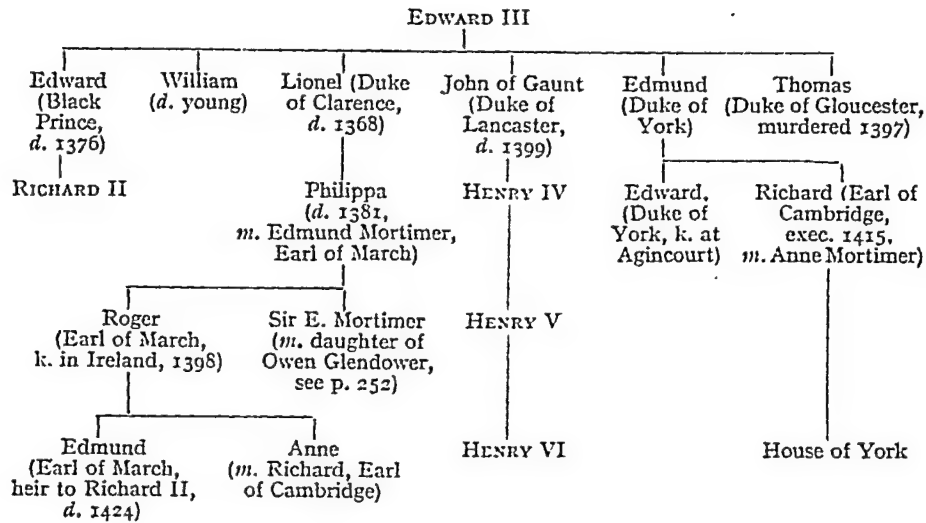 EDWARD III
Edward
(Black
Prince,
d. 1376)
William
(d. young)
Lionel (Duke
of Clarence,
d. 1368)
John of Gaunt
(Duke of
Lancaster,
d. 1399)
Edmund
(Duke of
York)
Thomas
(Duke of Gloucester,
murdered 1397)
RICHARD II
Philippa
(d. 1381,
m. Edmund Mortimer,
Earl of March)
HENRY IV
Edward,
(Duke of
York, k. at
Agincourt)
Richard (Earl of
Cambridge,
exec. 1415,
m. Anne Mortimer)
Roger
(Earl of March,
k. in Ireland, 1398)
Sir E. Mortimer
(m. daughter of
Owen Glendower,
see p. 252)
HENRY V
Edmund
(Earl of March,
heir to Richard II,
d. 1424)
Anne
(m. Richard, Earl
of Cambridge)
HENRY VI
House of York